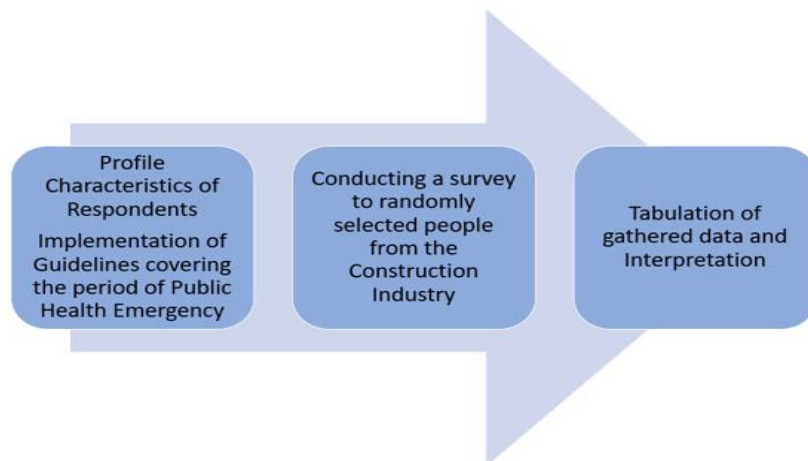 Profile
Characteristics of
Respondents
Implementation of
Guidelines covering
the period of Public
Health Emergency
Conducting a survey
to randomly
selected people
from the
Construction
Industry
Tabulation of
gathered data and
Interpretation